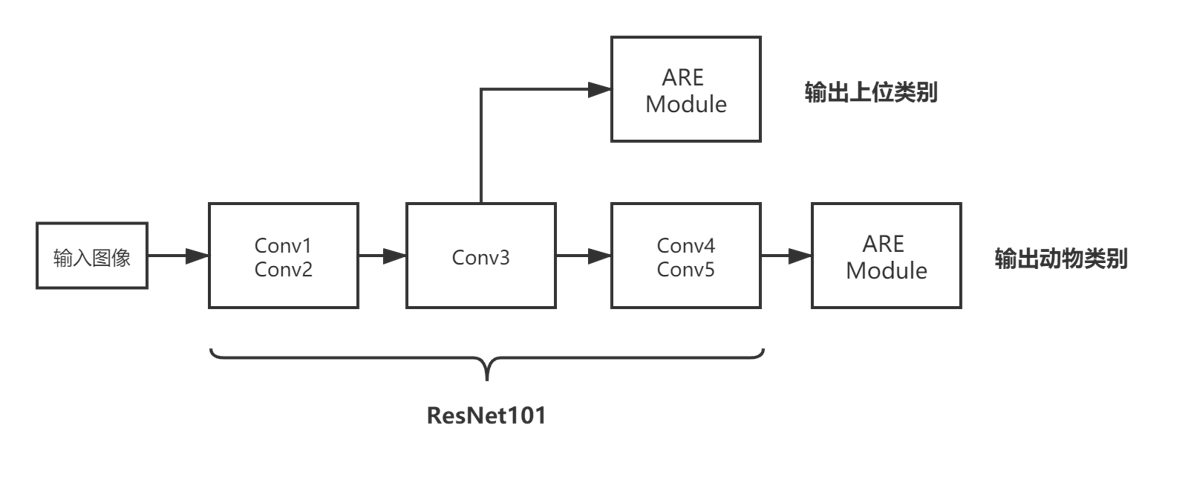 ARE
Module
输出上位类别
输入图像
Conv1
Conv2
Conv3
Conv4
Conv5
ARE
Module
输出动物类别
ResNet101